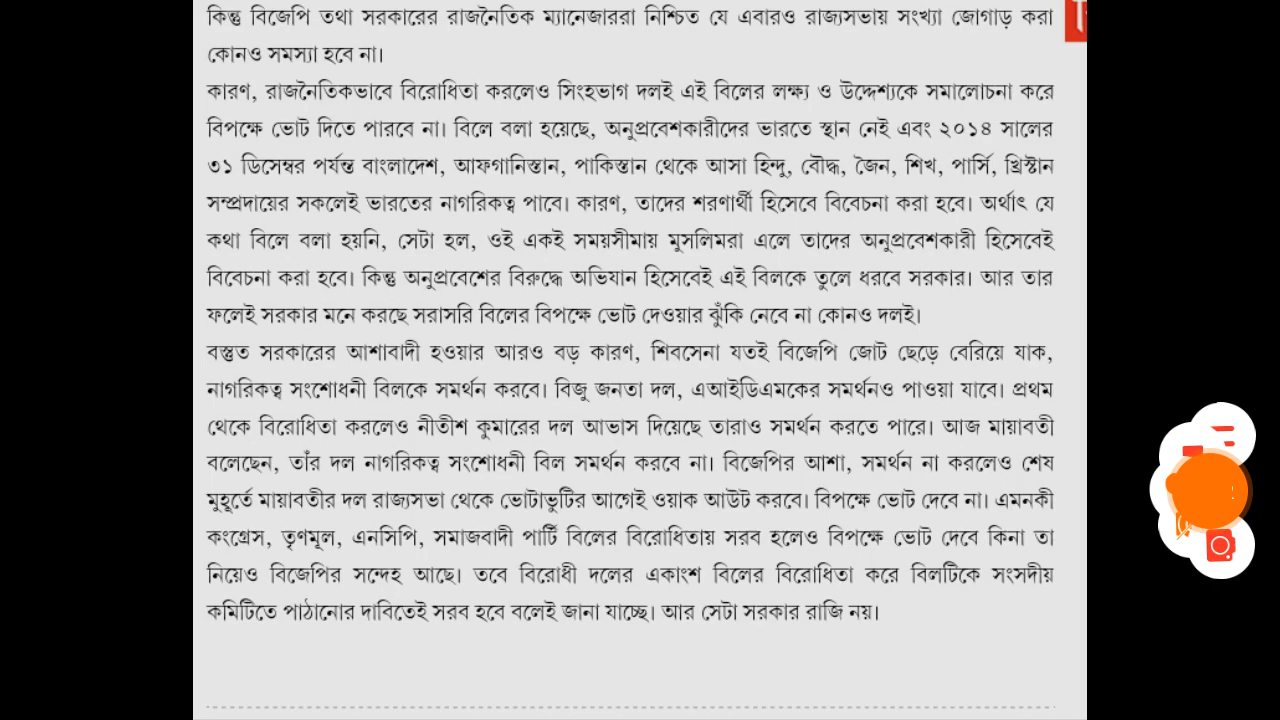 কিন্তু বিজেপি তথা সরকারের রাজনৈতিক ম্যানেজাররা নিশ্চিত যে এবারও রাজ্যসভায় সংখ্যা জোগাড় করা
কোনও সমস্যা হবে না।
কারণ, রাজনৈতিকভাবে বিরোধিতা করলেও সিংহভাগ দলই এই বিলের লক্ষ্য ও উদ্দেশ্যকে সমালোচনা করে
বিপক্ষে ভোট দিতে পারবে না। বিলে বলা হয়েছে, অনুপ্রবেশকারীদের ভারতে স্থান নেই এবং ২০১৪ সালের
৩১ ডিসেম্বর পর্যন্ত বাংলাদেশ, আফগানিস্তান, পাকিস্তান থেকে আসা হিন্দু, বৌদ্ধ, জৈন, শিখ, পার্সি, খ্রিস্টান
সম্প্রদায়ের সকলেই ভারতের নাগরিকত্ব পাবে। কারণ, তাদের শরণার্থী হিসেবে বিবেচনা করা হবে। অর্থাৎ যে
কথা বিলে বলা হয়নি, সেটা হল, ওই একই সময়সীমায় মুসলিমরা এলে তাদের অনুপ্রবেশকারী হিসেবেই
বিবেচনা করা হবে। কিন্তু অনুপ্রবেশের বিরুদ্ধে অভিযান হিসেবেই এই বিলকে তুলে ধরবে সরকার। আর তার
ফলেই সরকার মনে করছে সরাসরি বিলের বিপক্ষে ভোট দেওয়ার ঝুঁকি নেবে না কোনও দলই।
বস্তুত সরকারের আশাবাদী হওয়ার আরও বড় কারণ, শিবসেনা যতই বিজেপি জোট ছেড়ে বেরিয়ে যাক,
নাগরিকত্ব সংশোধনী বিলকে সমর্থন করবে। বিজু জনতা দল, এআইডিএমকের সমর্থনও পাওয়া যাবে। প্রথম
থেকে বিরোধিতা করলেও নীতীশ কুমারের দল আভাস দিয়েছে তারাও সমর্থন করতে পারে। আজ মায়াবতী
বলেছেন, তাঁর দল নাগরিকত্ব সংশোধনী বিল সমর্থন করবে না। বিজেপির আশা, সমর্থন না করলেও শেষ
মুহূর্তে মায়াবতীর দল রাজ্যসভা থেকে ভোটাভুটির আগেই ওয়াক আউট করবে। বিপক্ষে ভোট দেবে না। এমনকী
কংগ্রেস, তৃণমূল, এনসিপি, সমাজবাদী পার্টি বিলের বিরোধিতায় সরব হলেও বিপক্ষে ভোট দেবে কিনা তা
নিয়েও বিজেপির সন্দেহ আছে। তবে বিরোধী দলের একাংশ বিলের বিরোধিতা করে বিলটিকে সংসদীয়
কমিটিতে পাঠানোর দাবিতেই সরব হবে বলেই জানা যাচ্ছে। আর সেটা সরকার রাজি নয়।